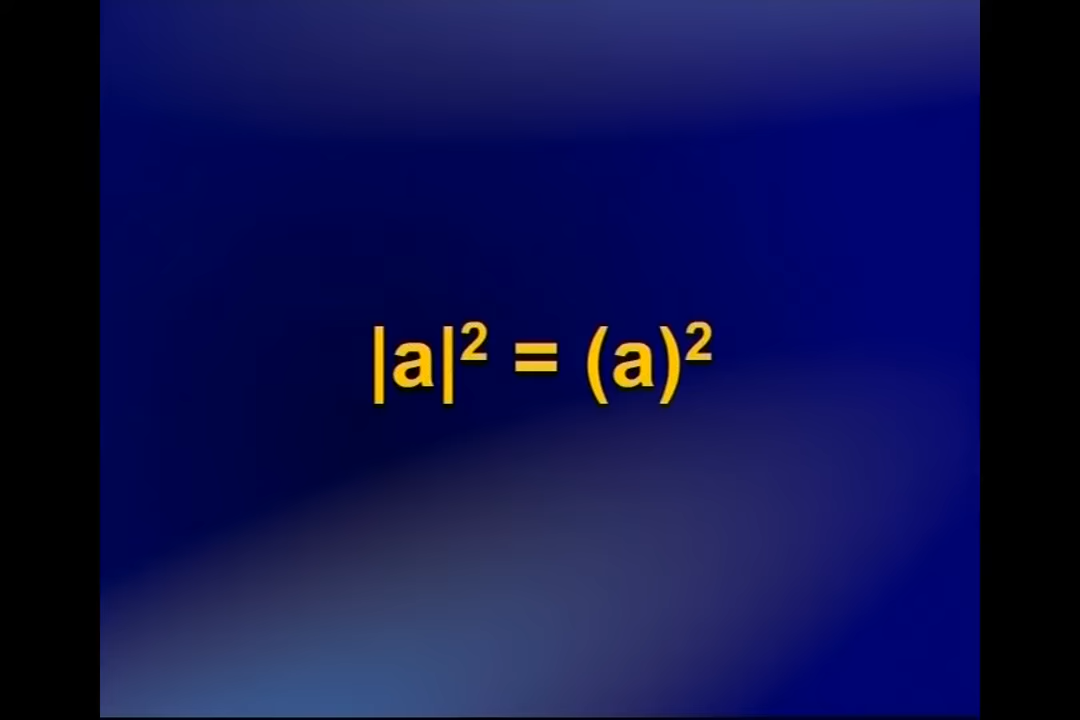 |a|² = (a)²